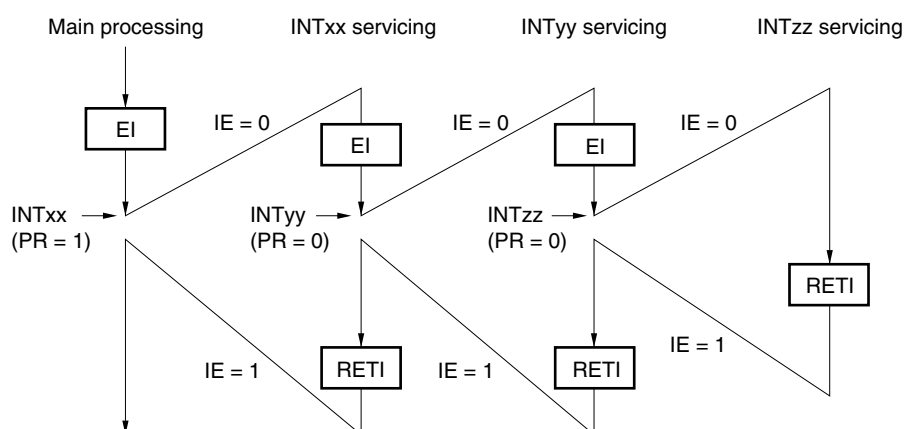 Main processing
INTxx servicing
INTyy servicing
INTzz servicing
EI
IE = 0
EI
IE = 0
EI
IE = 0
INTxx
(PR = 1)
INTyy
(PR = 0)
INTzz
(PR = 0)
RETI
IE = 1
RETI
IE = 1
RETI
IE = 1